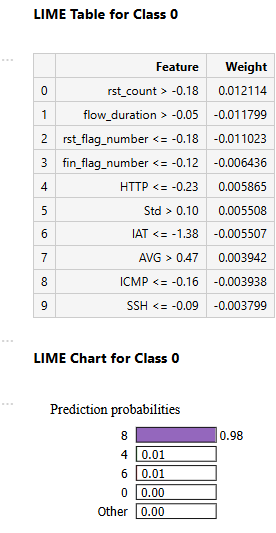 LIME Table for Class 0
Feature Weight
0 rst_count > -0.18 0.012114
1 flow_duration > -0.05 -0.011799
2 rst_flag_number <= -0.18 -0.011023
3 fin_flag_number <= -0.12 -0.006436
4 HTTP <= -0.23 0.005865
5 Std > 0.10 0.005508
6 IAT <= -1.38 -0.005507
7 AVG > 0.47 0.003942
8 ICMP <= -0.16 -0.003938
9 SSH <= -0.09 -0.003799
LIME Chart for Class 0
Prediction probabilities
8 0.98
4 0.01
6 0.01
0 0.00
Other 0.00